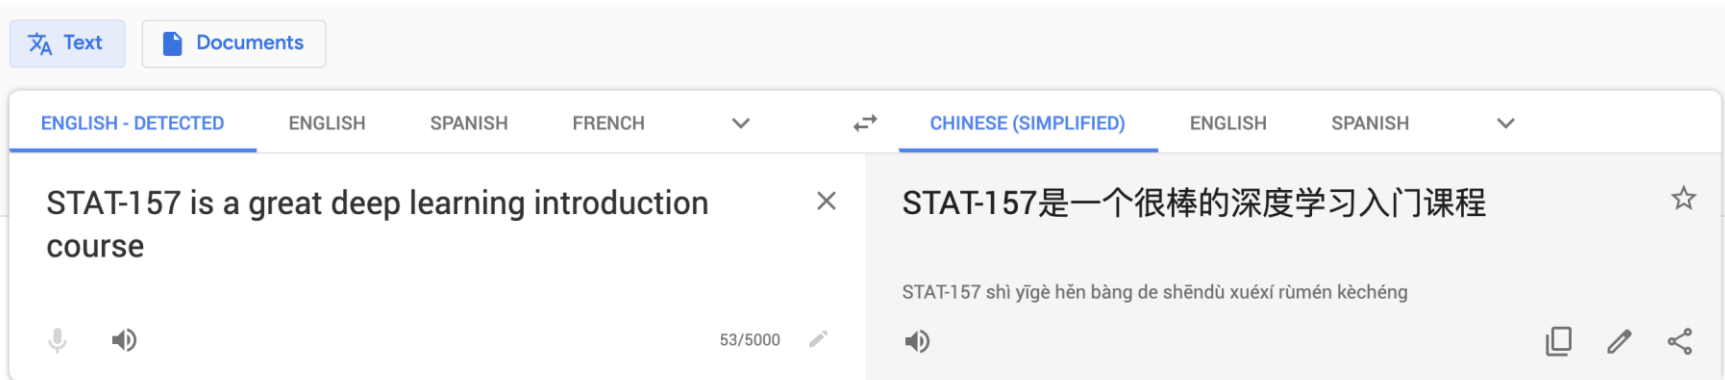 Text
Documents
ENGLISH - DETECTED ENGLISH SPANISH FRENCH CHINESE (SIMPLIFIED) ENGLISH SPANISH
STAT-157 is a great deep learning introduction
course
53/5000
STAT-157是一个很棒的深度学习入门课程
STAT-157 shì yīgè hěn bàng de shēndù xuéxí rùmén kèchéng